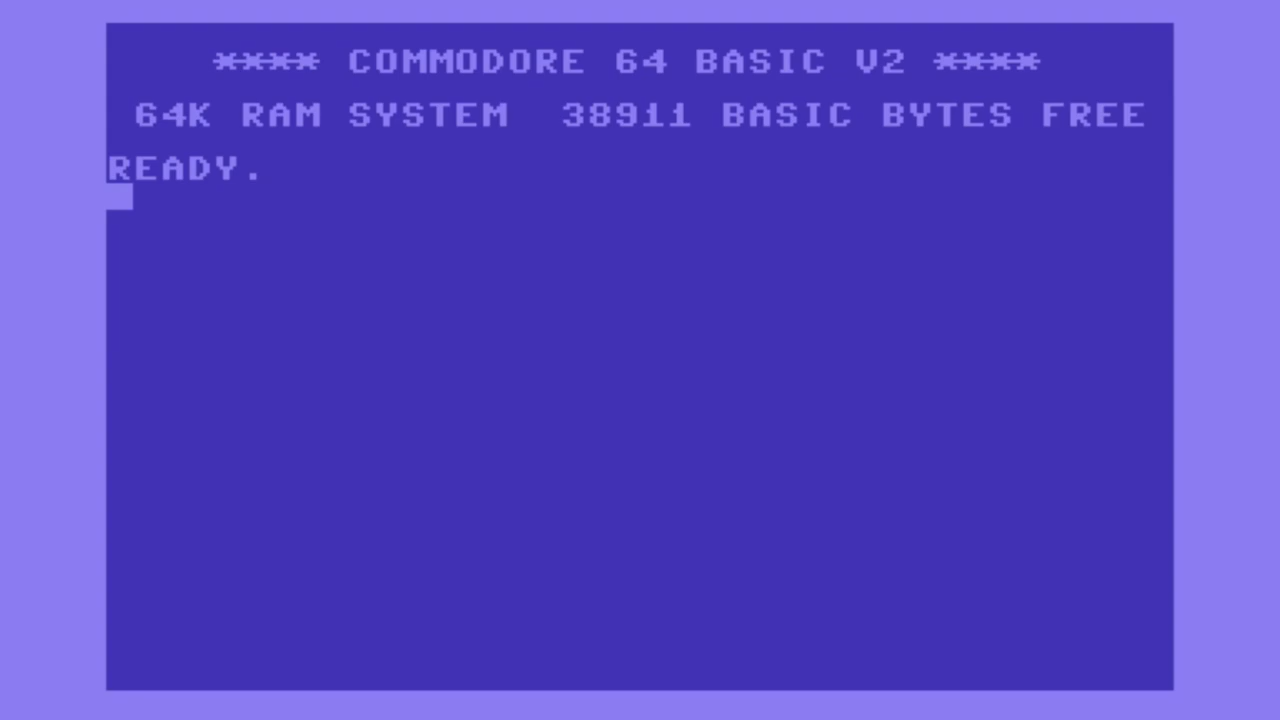 **** COMMODORE 64 BASIC V2 ****
64K RAM SYSTEM  38911 BASIC BYTES FREE
READY.